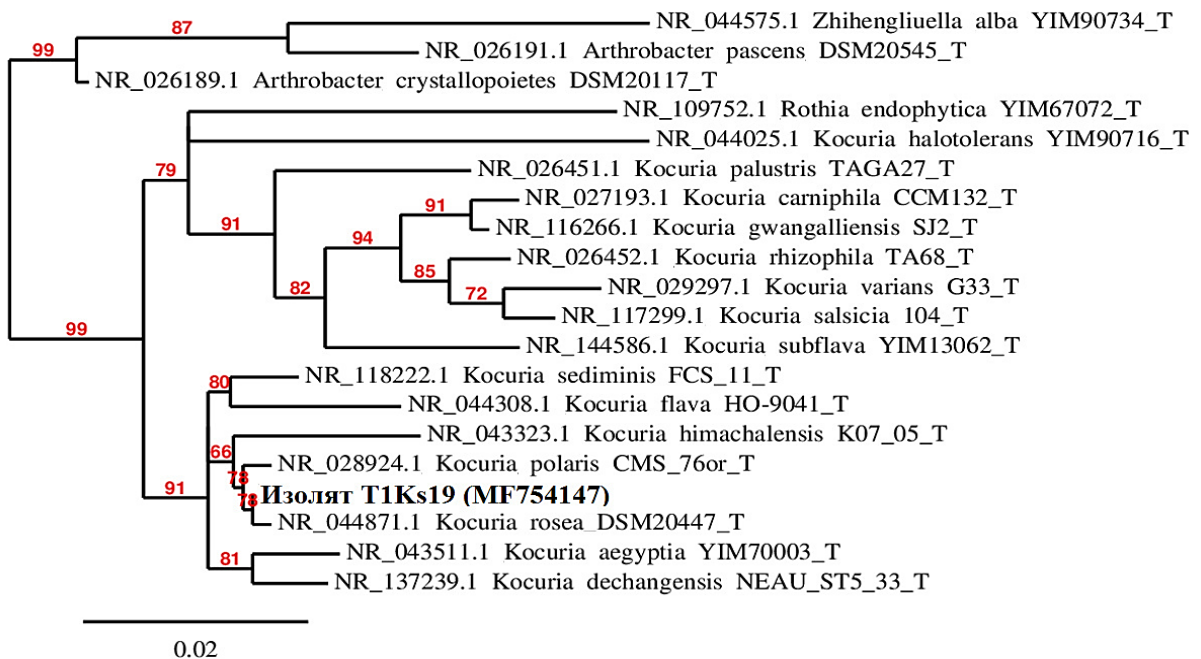 NR_044575.1 Zhihengliuella alba YIM90734_T
87
NR_026191.1 Arthrobacter pascens DSM20545_T
99
NR_026189.1 Arthrobacter crystallopoietes DSM20117_T
NR_109752.1 Rothia endophytica YIM67072_T
NR_044025.1 Kocuria halotolerans YIM90716_T
79
NR_026451.1 Kocuria palustris TAGA27_T
NR_027193.1 Kocuria carniphila CCM132_T
91
91
NR_116266.1 Kocuria gwangalliensis SJ2_T
94
NR_026452.1 Kocuria rhizophila TA68_T
85
82
NR_029297.1 Kocuria varians G33_T
72
NR_117299.1 Kocuria salsicia 104_T
99
NR_144586.1 Kocuria subflava YIM13062_T
NR_118222.1 Kocuria sediminis FCS_11_T
80
NR_044308.1 Kocuria flava HO-9041_T
NR_043323.1 Kocuria himachalensis K07_05_T
66
NR_028924.1 Kocuria polaris CMS_76or_T
78
91
78
Изолят T1Ks19 (MF754147)
NR_044871.1 Kocuria rosea_DSM20447_T
NR_043511.1 Kocuria aegyptia YIM70003_T
81
NR_137239.1 Kocuria dechangensis NEAU_ST5_33_T
0.02